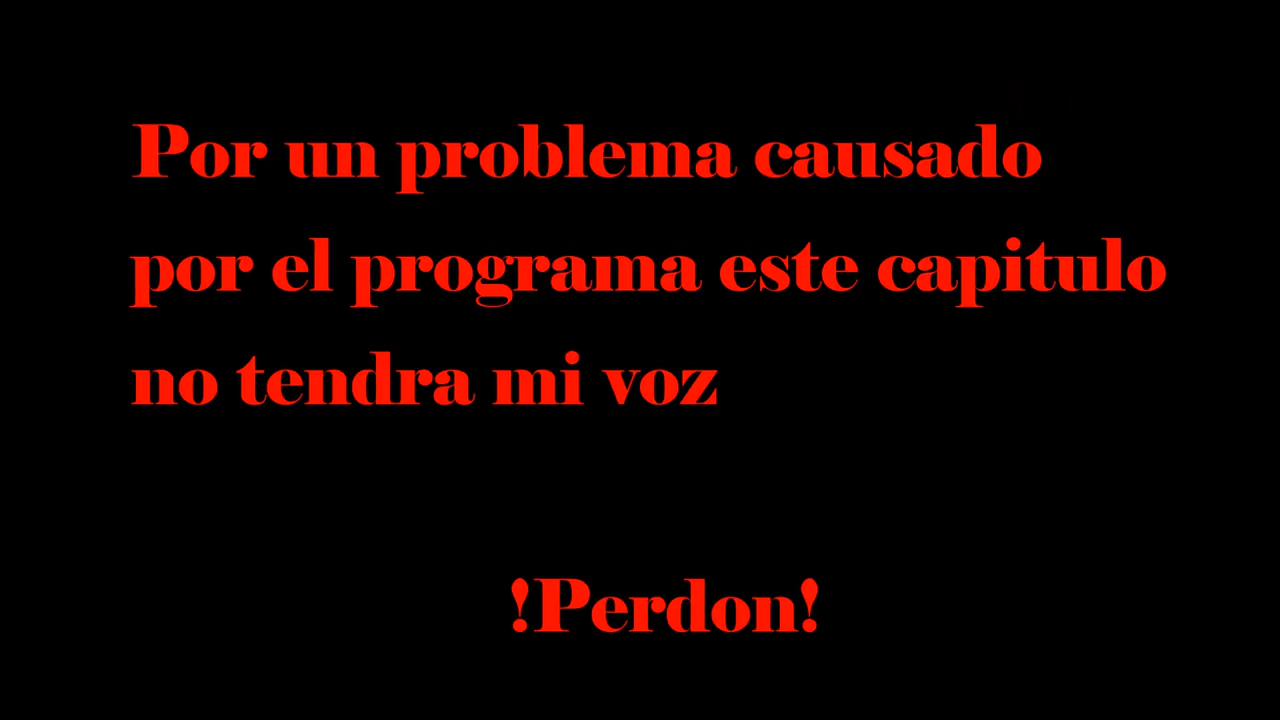 Por un problema causado
por el programa este capitulo
no tendra mi voz
!Perdon!